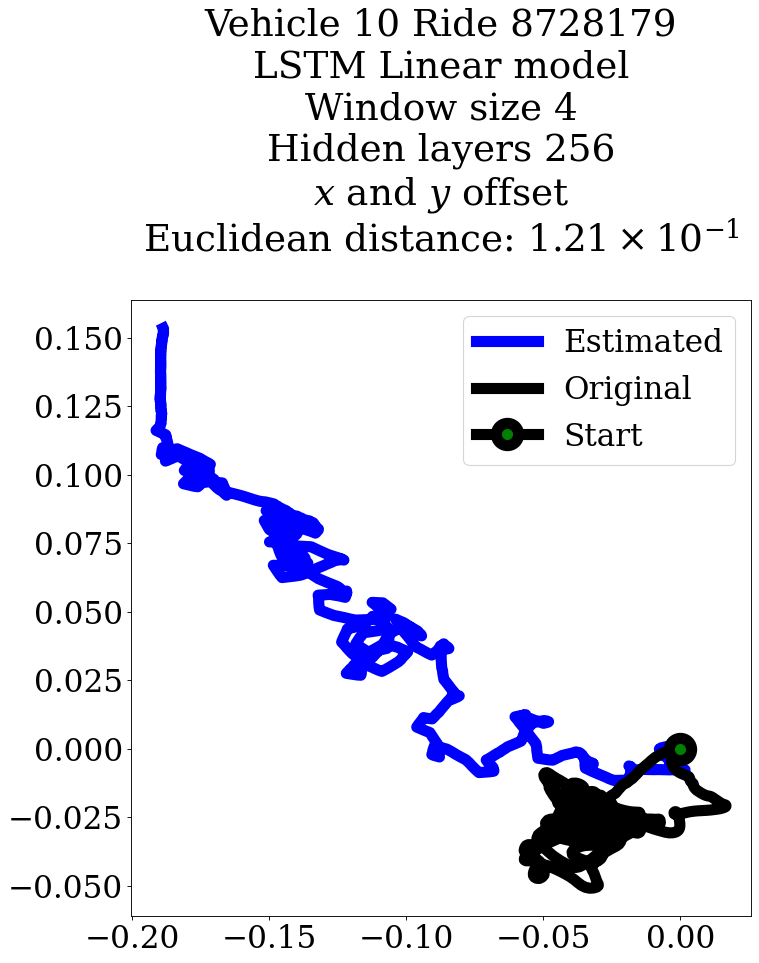 Vehicle 10 Ride 8728179
LSTM Linear model
Window size 4
Hidden layers 256
x and y offset
Euclidean distance: 1.21 × 10⁻¹
Estimated
Original
Start
0.150
0.125
0.100
0.075
0.050
0.025
0.000
−0.025
−0.050
−0.20 −0.15 −0.10 −0.05 0.00